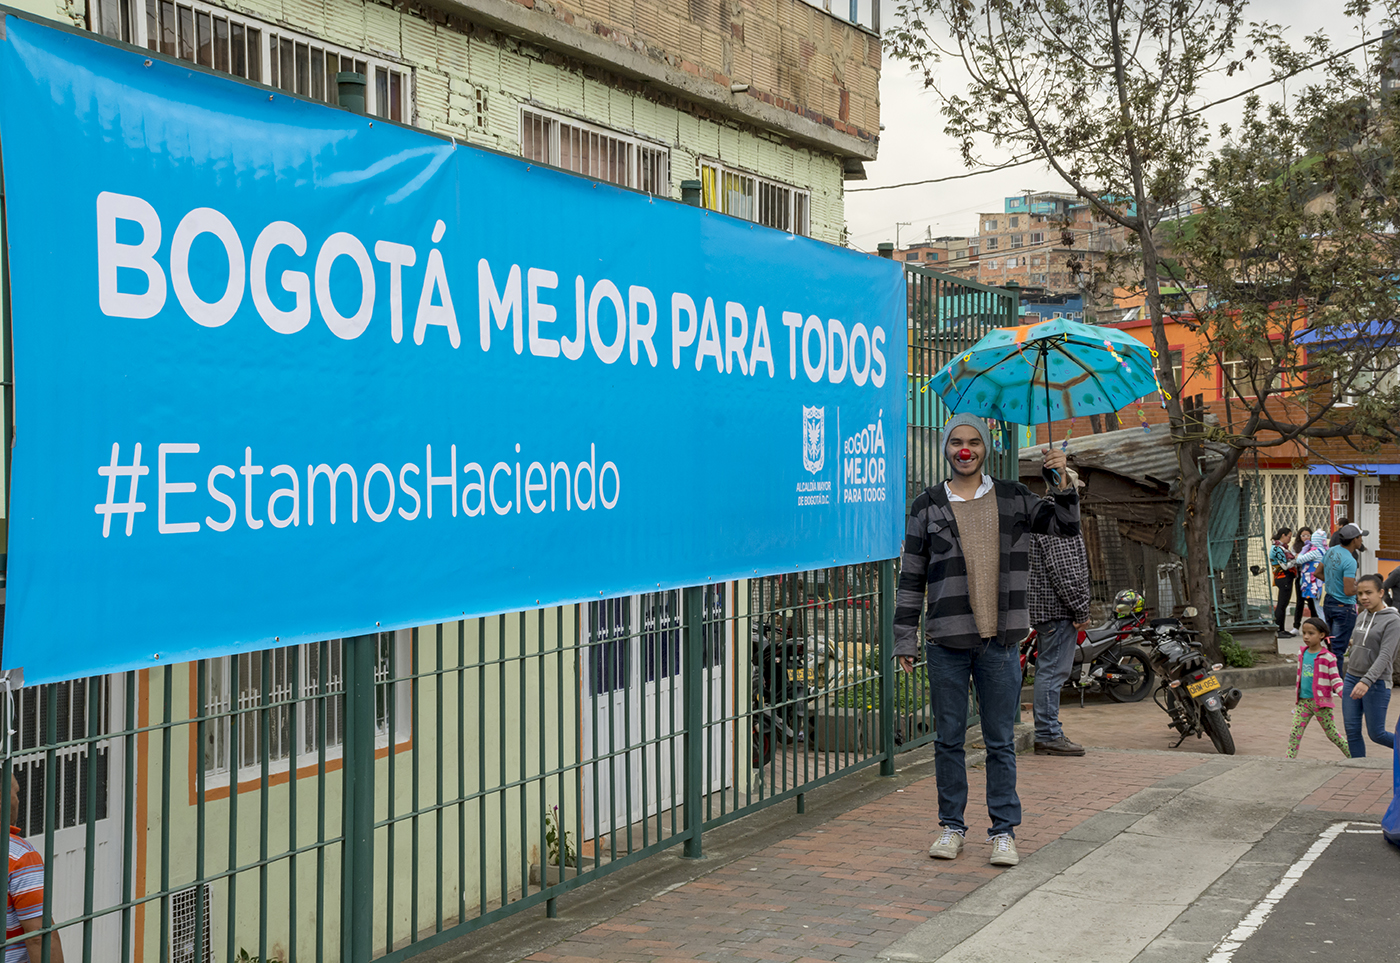 BOGOTÁ MEJOR PARA TODOS
#EstamosHaciendo
ALCALDÍA MAYOR
DE BOGOTÁ D.C.
BOGOTÁ
MEJOR
PARA TODOS